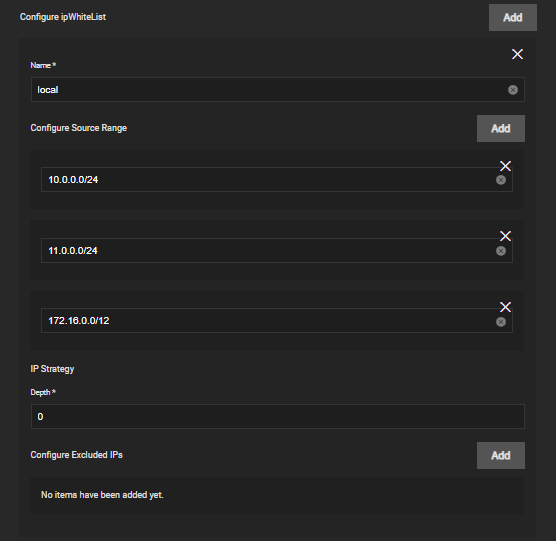 Configure ipWhiteList
Add
Name *
local
Configure Source Range
Add
10.0.0.0/24
11.0.0.0/24
172.16.0.0/12
IP Strategy
Depth *
0
Configure Excluded IPs
Add
No items have been added yet.